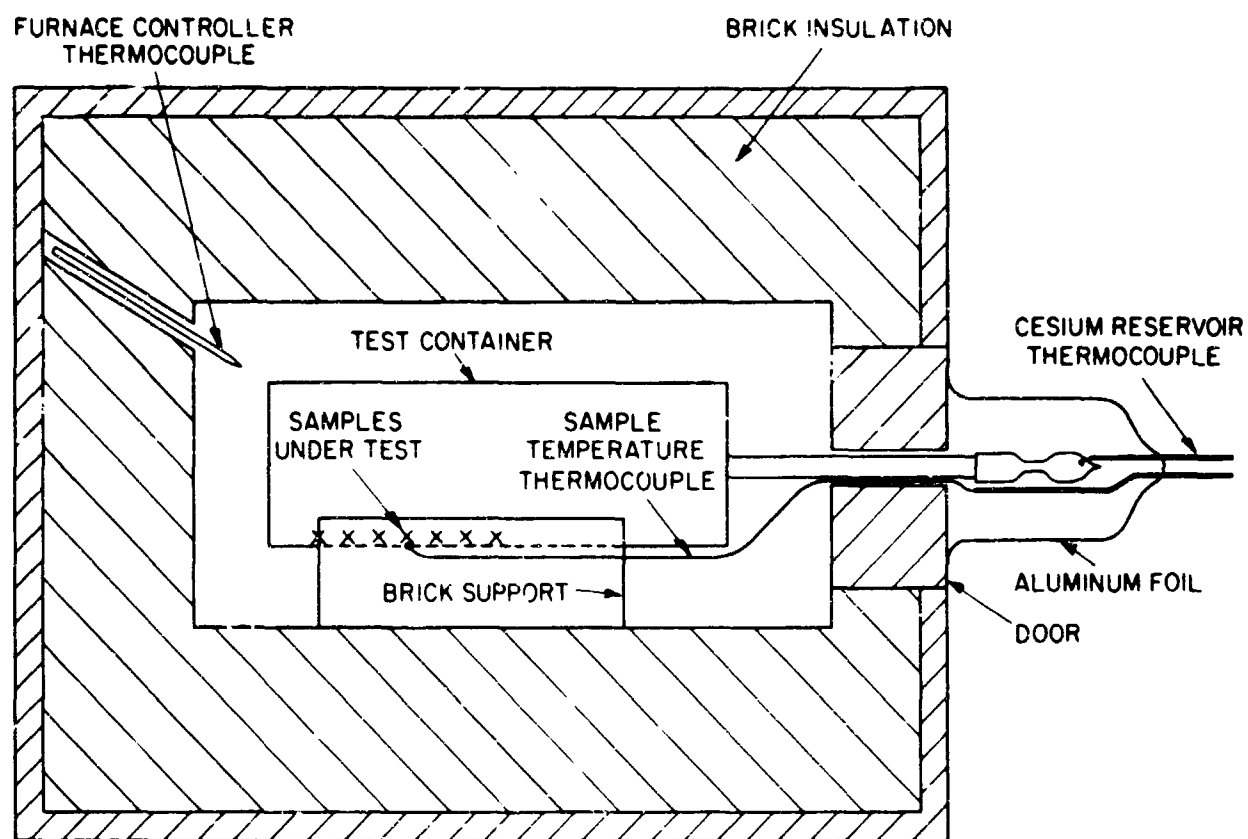 FURNACE CONTROLLER
THERMOCOUPLE
BRICK INSULATION
TEST CONTAINER
CESIUM RESERVOIR
THERMOCOUPLE
SAMPLES
UNDER TEST
SAMPLE
TEMPERATURE
THERMOCOUPLE
BRICK SUPPORT
ALUMINUM FOIL
DOOR